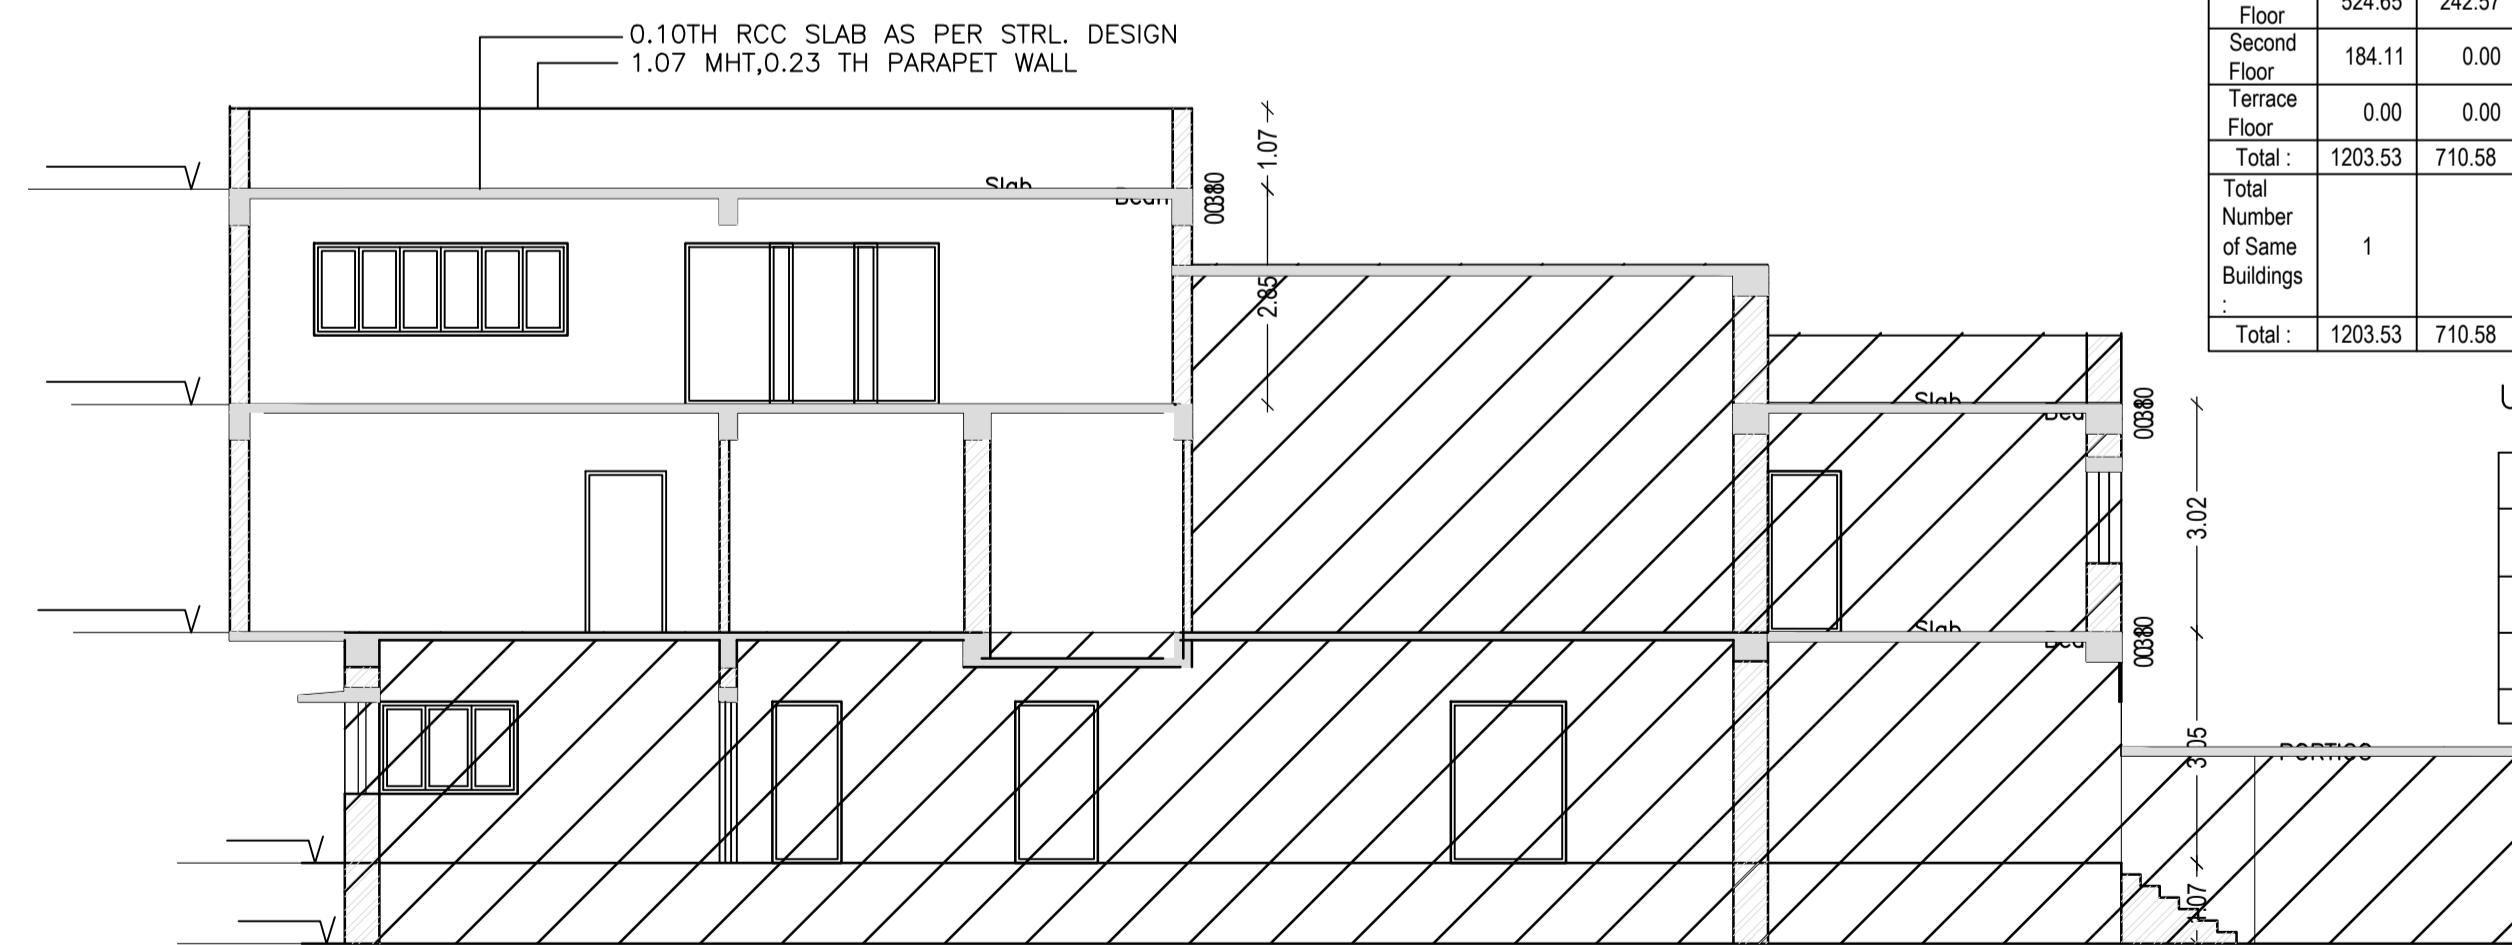 0.10TH RCC SLAB AS PER STRL. DESIGN
1.07 MHT,0.23 TH PARAPET WALL
1.07
2.85
3.02
3.05
Slab
Slab
Slab
PORTICO
Floor 524.65 242.57
Second
Floor
184.11 0.00
Terrace
Floor
0.00 0.00
Total : 1203.53 710.58
Total
Number
of Same
Buildings
:
1
Total : 1203.53 710.58